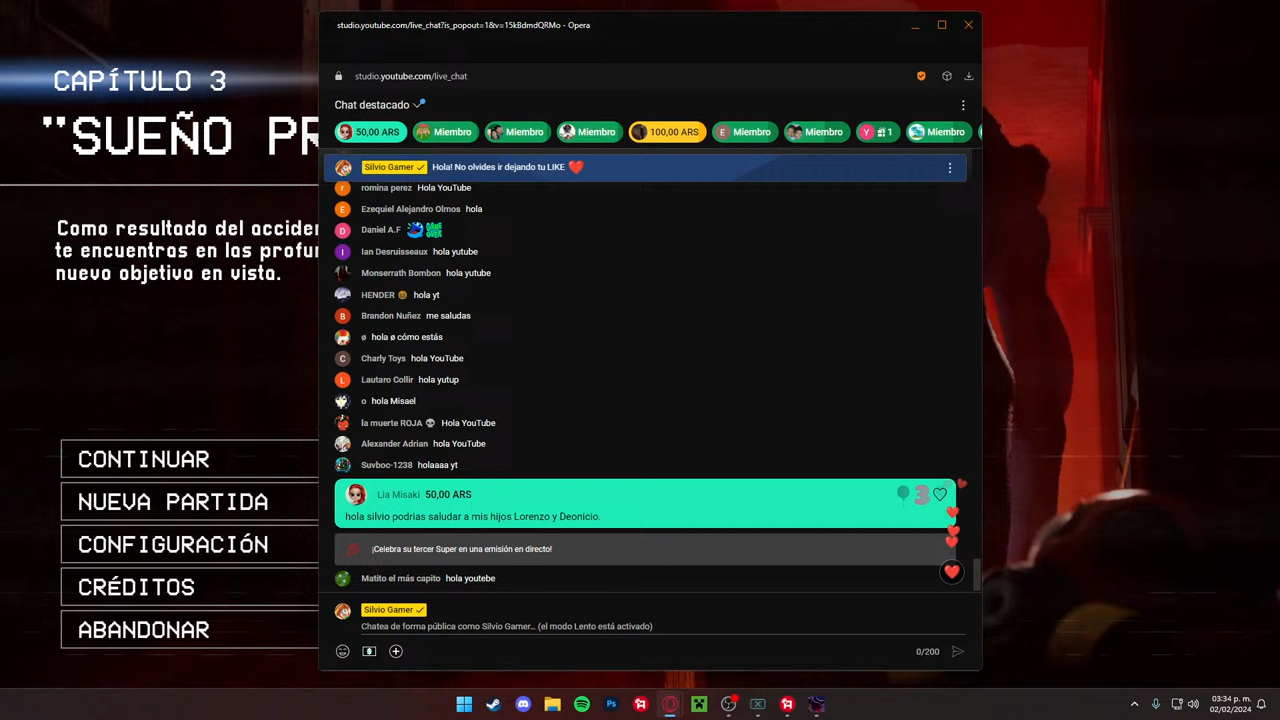 studio.youtube.com/live_chat?is_popout=1&v=15kBdmdQRMo - Opera
studio.youtube.com/live_chat
Chat destacado
50,00 ARS Miembro Miembro Miembro 100,00 ARS E Miembro Miembro Y 1 Miembro
Silvio Gamer Hola! No olvides ir dejando tu LIKE ❤️
r romina perez Hola YouTube
E Ezequiel Alejandro Olmos hola
D Daniel A.F GAME OVER
I Ian Desruisseaux hola yutube
Monserrath Bombon hola yutube
HENDER hola yt
B Brandon Nuñez me saludas
ø hola ø cómo estás
C Charly Toys hola YouTube
L Lautaro Collir hola yutup
o hola Misael
la muerte ROJA 💀 Hola YouTube
Alexander Adrian hola YouTube
Suvboc-1238 holaaaa yt
Lia Misaki 50,00 ARS
3
hola silvio podrias saludar a mis hijos Lorenzo y Deonicio.
¡Celebra su tercer Super en una emisión en directo!
Matito el más capito hola youtebe
Silvio Gamer
Chatea de forma pública como Silvio Gamer... (el modo Lento está activado)
0/200
CAPÍTULO 3
"SUEÑO PR
Como resultado del accider
te encuentras en las profu
nuevo objetivo en vista.
CONTINUAR
NUEVA PARTIDA
CONFIGURACIÓN
CRÉDITOS
ABANDONAR
Ps
03:34 p. m.
02/02/2024